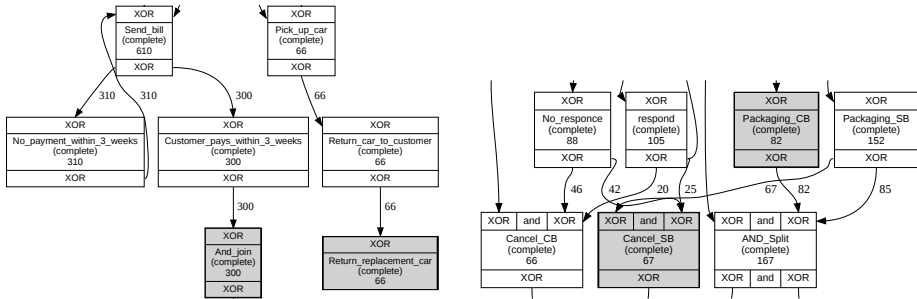 XOR
Send_bill
(complete)
610
XOR
XOR
Pick_up_car
(complete)
66
XOR
310
310
300
66
XOR
No_payment_within_3_weeks
(complete)
310
XOR
XOR
Customer_pays_within_3_weeks
(complete)
300
XOR
XOR
Return_car_to_customer
(complete)
66
XOR
300
66
XOR
And_join
(complete)
300
XOR
XOR
Return_replacement_car
(complete)
66
XOR
No_responce
(complete)
88
XOR
XOR
respond
(complete)
105
XOR
XOR
Packaging_CB
(complete)
82
XOR
XOR
Packaging_SB
(complete)
152
XOR
46
42
20
25
67
82
85
XOR and XOR
Cancel_CB
(complete)
66
XOR
XOR and XOR
Cancel_SB
(complete)
67
XOR
XOR and XOR
AND_Split
(complete)
167
XOR and XOR